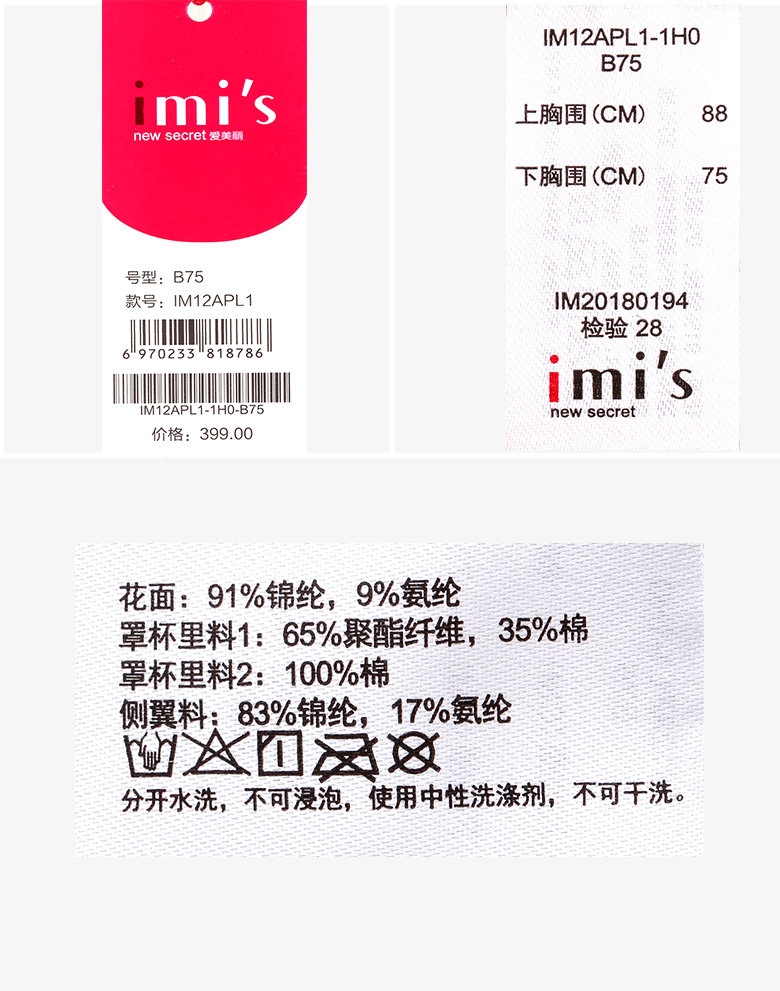 imi's
new secret 爱美丽
号型：B75
款号：IM12APL1
6 970233 818786
IM12APL1-1H0-B75
价格：399.00
IM12APL1-1H0
B75
上胸围(CM) 88
下胸围(CM) 75
IM20180194
检验 28
imi's
new secret
花面：91%锦纶，9%氨纶
罩杯里料1：65%聚酯纤维，35%棉
罩杯里料2：100%棉
侧翼料：83%锦纶，17%氨纶
分开水洗，不可浸泡，使用中性洗涤剂，不可干洗。